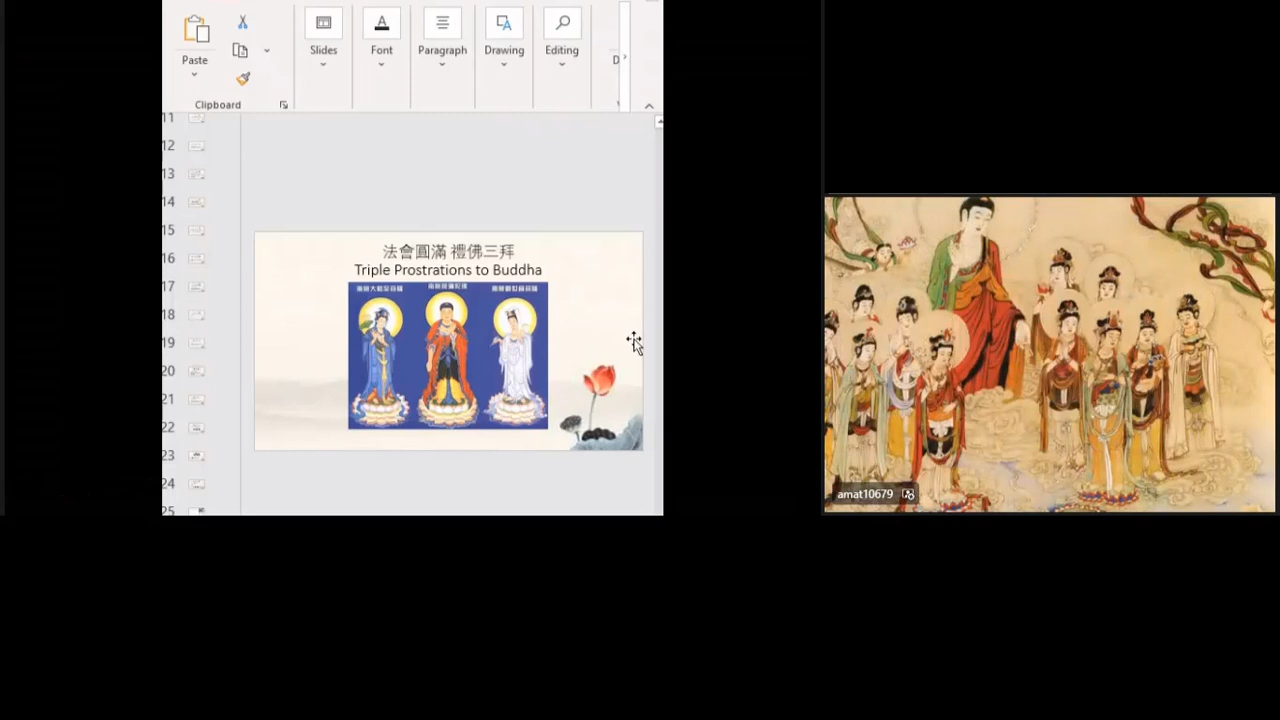 Paste
Slides
Font
Paragraph
Drawing
Editing
D
Clipboard
11
12
13
14
15
16
17
18
19
20
21
22
23
24
25
法會圓滿 禮佛三拜
Triple Prostrations to Buddha
amat10679